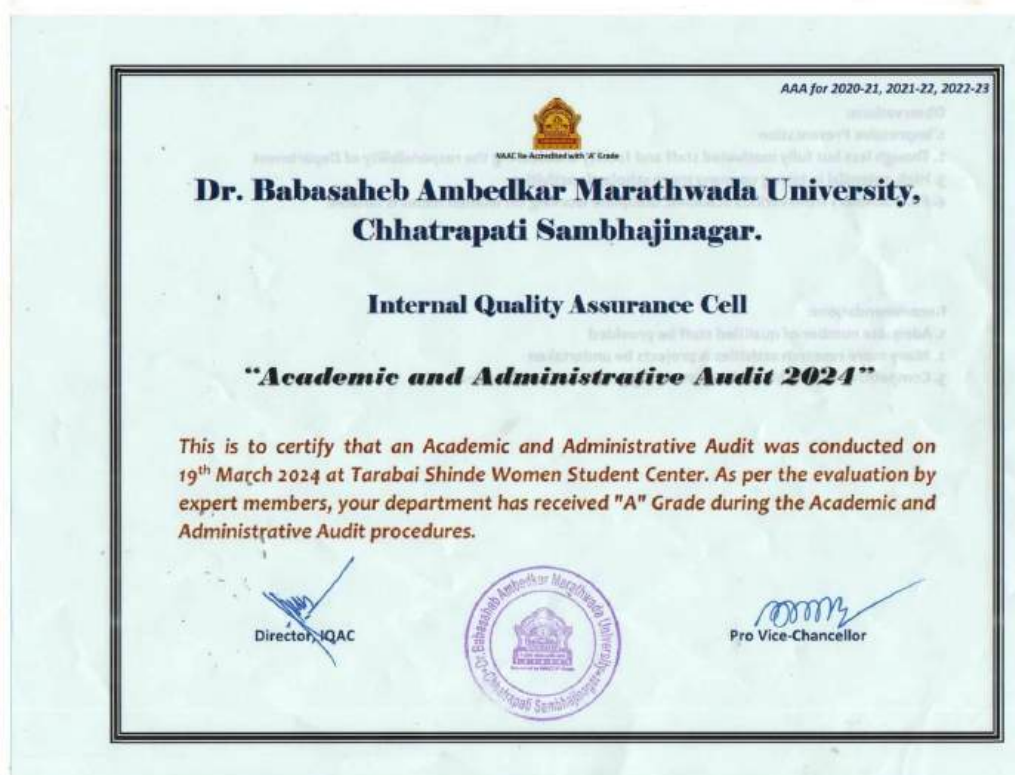 AAA for 2020-21, 2021-22, 2022-23
NAAC Re-Accredited with 'A' Grade
Dr. Babasaheb Ambedkar Marathwada University,
Chhatrapati Sambhajinagar.
Internal Quality Assurance Cell
“Academic and Administrative Audit 2024”
This is to certify that an Academic and Administrative Audit was conducted on
19th March 2024 at Tarabai Shinde Women Student Center. As per the evaluation by
expert members, your department has received "A" Grade during the Academic and
Administrative Audit procedures.
Director, IQAC
Dr. Babasaheb Ambedkar Marathwada University
Chhatrapati Sambhajinagar
Pro Vice-Chancellor